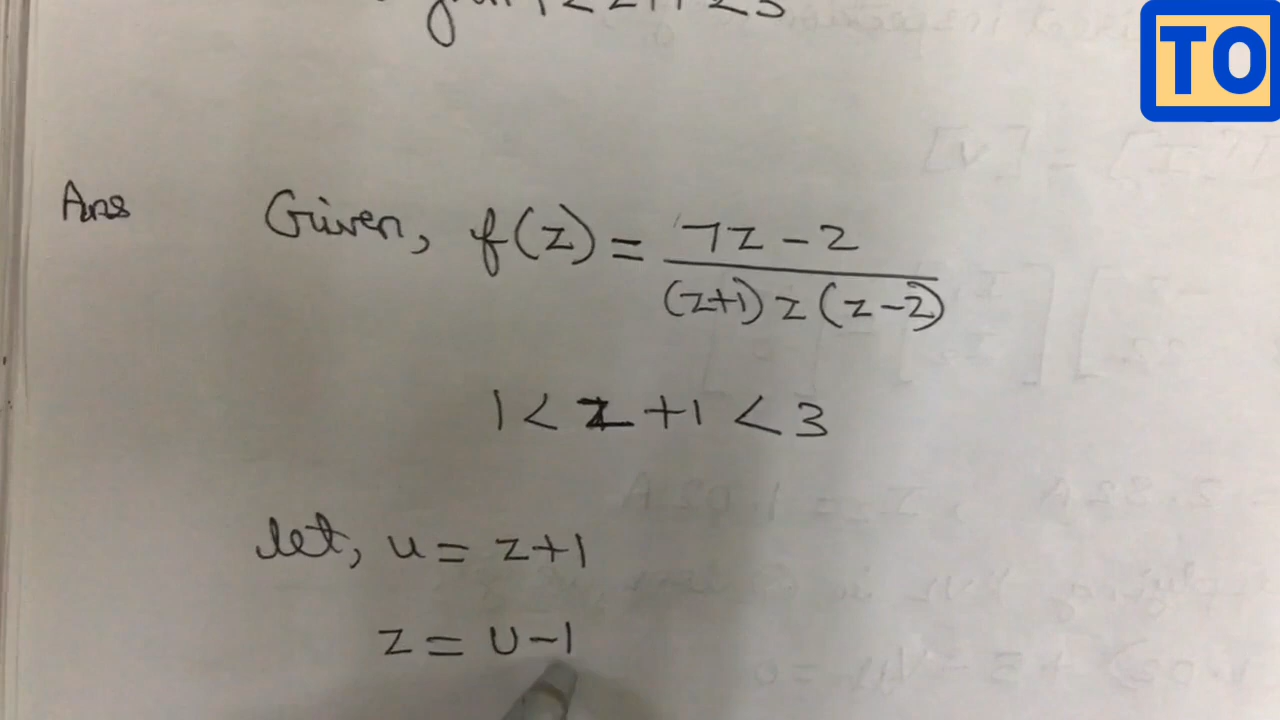 TO
Ans Given, f(z) = 7z - 2
(z+1) z (z-2)
1 < z + 1 < 3
let, u = z+1
z = u-1